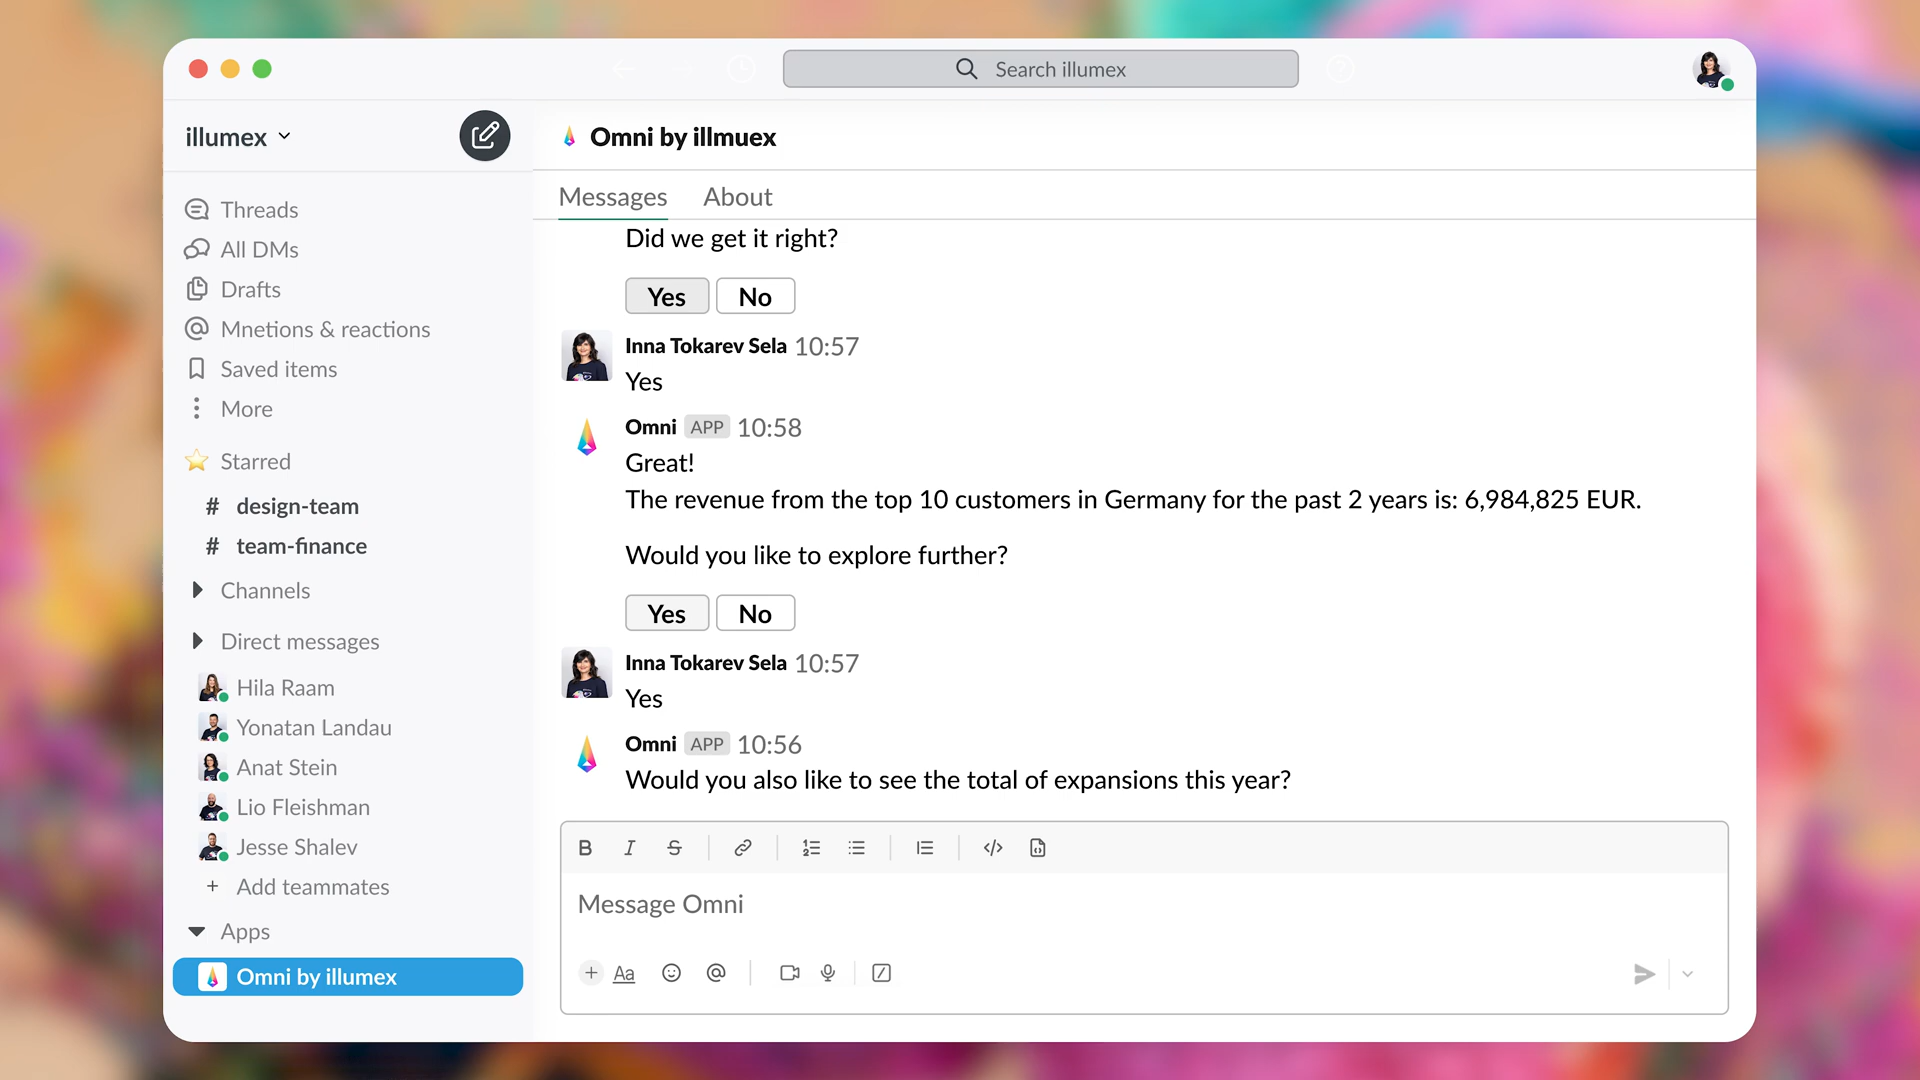 Search illumex
illumex
Omni by illmuex
Messages About
Threads
All DMs
Drafts
Mnetions & reactions
Saved items
More
Starred
# design-team
# team-finance
Channels
Direct messages
Hila Raam
Yonatan Landau
Anat Stein
Lio Fleishman
Jesse Shalev
+ Add teammates
Apps
Omni by illumex
Did we get it right?
Yes No
Inna Tokarev Sela 10:57
Yes
Omni APP 10:58
Great!
The revenue from the top 10 customers in Germany for the past 2 years is: 6,984,825 EUR.
Would you like to explore further?
Yes No
Inna Tokarev Sela 10:57
Yes
Omni APP 10:56
Would you also like to see the total of expansions this year?
B I S
Message Omni
+ Aa @